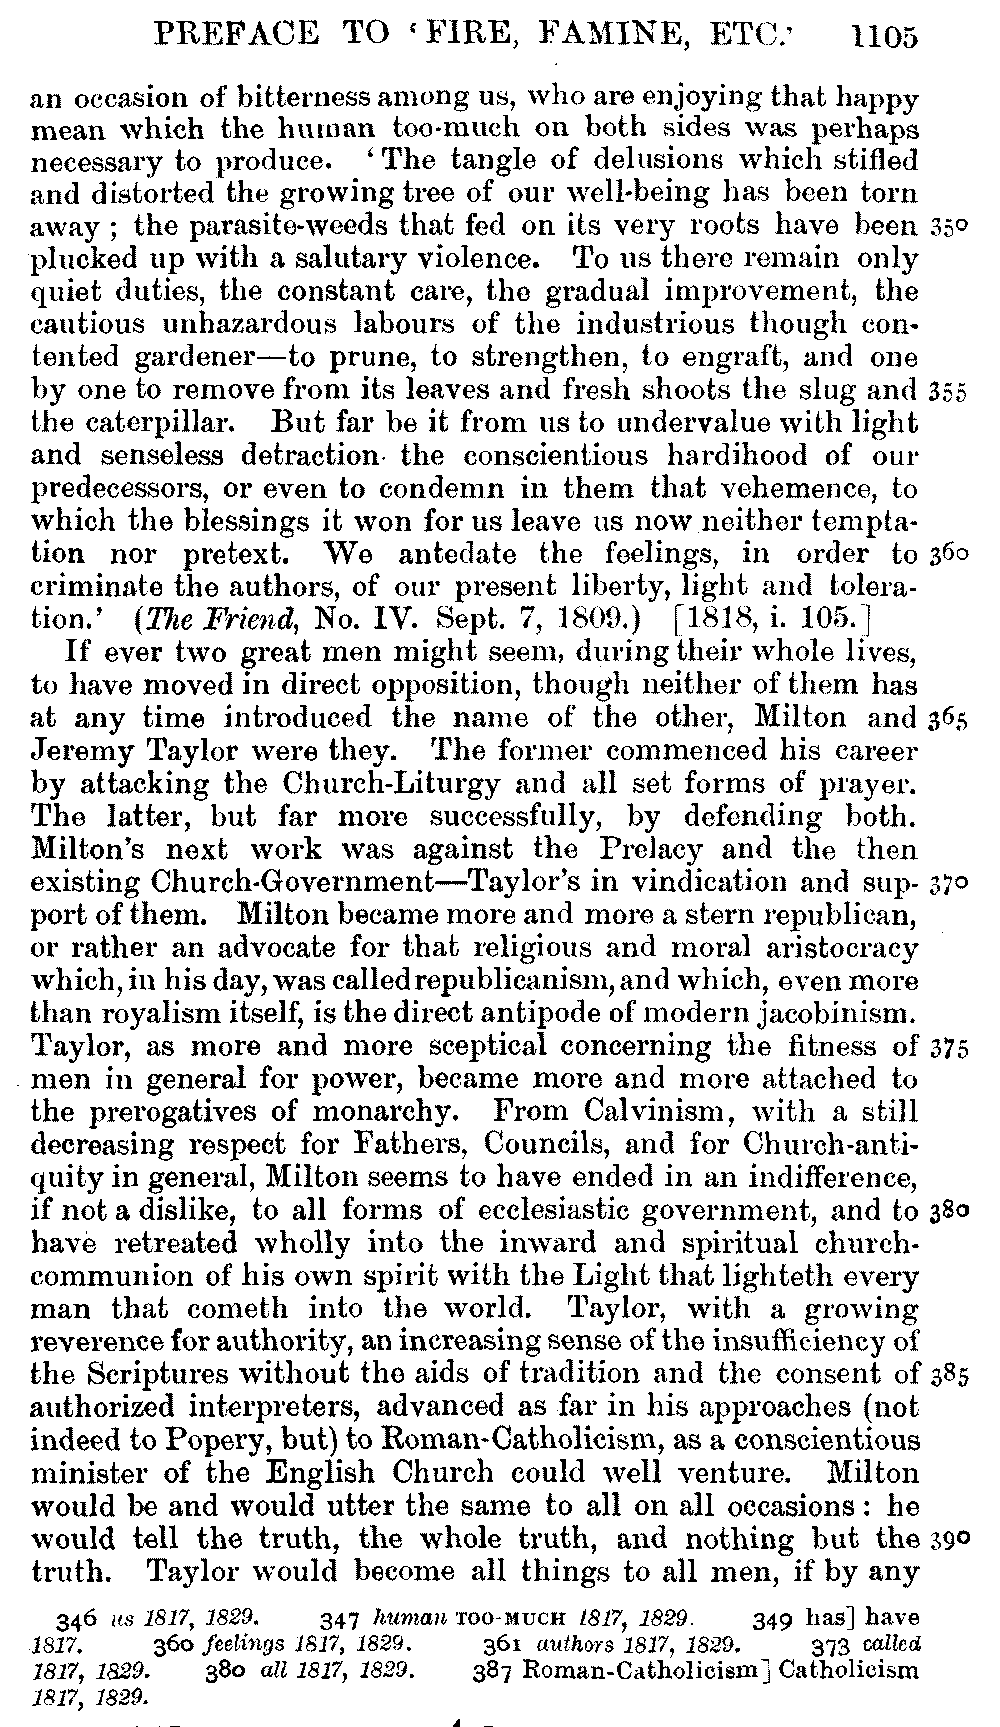 PREFACE TO ‘FIRE, FAMINE, ETC.’ 1105
an occasion of bitterness among us, who are enjoying that happy
mean which the human too-much on both sides was perhaps
necessary to produce. ‘The tangle of delusions which stifled
and distorted the growing tree of our well-being has been torn
away; the parasite-weeds that fed on its very roots have been 350
plucked up with a salutary violence. To us there remain only
quiet duties, the constant care, the gradual improvement, the
cautious unhazardous labours of the industrious though con-
tented gardener—to prune, to strengthen, to engraft, and one
by one to remove from its leaves and fresh shoots the slug and 355
the caterpillar. But far be it from us to undervalue with light
and senseless detraction the conscientious hardihood of our
predecessors, or even to condemn in them that vehemence, to
which the blessings it won for us leave us now neither tempta-
tion nor pretext. We antedate the feelings, in order to 360
criminate the authors, of our present liberty, light and tolera-
tion.’ (The Friend, No. IV. Sept. 7, 1809.) [1818, i. 105.]
If ever two great men might seem, during their whole lives,
to have moved in direct opposition, though neither of them has
at any time introduced the name of the other, Milton and 365
Jeremy Taylor were they. The former commenced his career
by attacking the Church-Liturgy and all set forms of prayer.
The latter, but far more successfully, by defending both.
Milton’s next work was against the Prelacy and the then
existing Church-Government—Taylor’s in vindication and sup- 370
port of them. Milton became more and more a stern republican,
or rather an advocate for that religious and moral aristocracy
which, in his day, was called republicanism, and which, even more
than royalism itself, is the direct antipode of modern jacobinism.
Taylor, as more and more sceptical concerning the fitness of 375
men in general for power, became more and more attached to
the prerogatives of monarchy. From Calvinism, with a still
decreasing respect for Fathers, Councils, and for Church-anti-
quity in general, Milton seems to have ended in an indifference,
if not a dislike, to all forms of ecclesiastic government, and to 380
have retreated wholly into the inward and spiritual church-
communion of his own spirit with the Light that lighteth every
man that cometh into the world. Taylor, with a growing
reverence for authority, an increasing sense of the insufficiency of
the Scriptures without the aids of tradition and the consent of 385
authorized interpreters, advanced as far in his approaches (not
indeed to Popery, but) to Roman-Catholicism, as a conscientious
minister of the English Church could well venture. Milton
would be and would utter the same to all on all occasions: he
would tell the truth, the whole truth, and nothing but the 390
truth. Taylor would become all things to all men, if by any
346 us 1817, 1829. 347 human TOO-MUCH 1817, 1829. 349 has] have
1817. 360 feelings 1817, 1829. 361 authors 1817, 1829. 373 called
1817, 1829. 380 all 1817, 1829. 387 Roman-Catholicism] Catholicism
1817, 1829.